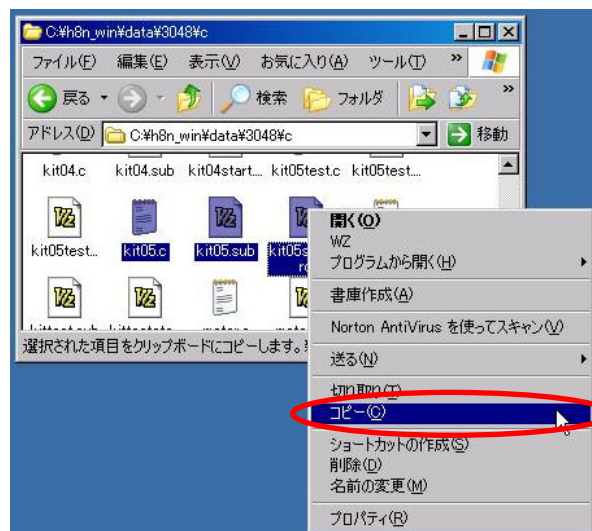 C:¥h8n_win¥data¥3048¥c
ファイル(F) 編集(E) 表示(V) お気に入り(A) ツール(T) »
戻る 検索 フォルダ »
アドレス(D) C:¥h8n_win¥data¥3048¥c 移動
kit04.c kit04.sub kit04start... kit05test.c kit05test....
kit05test... kit05.c kit05.sub
選択された項目をクリップボードにコピーします。
開く(O)
WZ
プログラムから開く(H)
書庫作成(A)
Norton AntiVirus を使ってスキャン(V)
送る(N)
切り取り(T)
コピー(C)
ショートカットの作成(S)
削除(D)
名前の変更(M)
プロパティ(R)